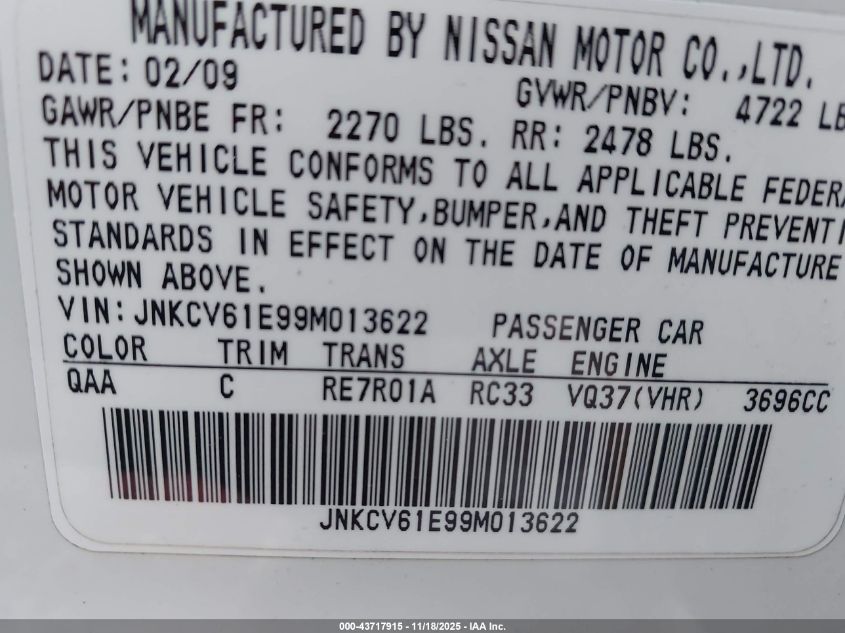 MANUFACTURED BY NISSAN MOTOR CO.,LTD.
DATE: 02/09 GVWR/PNBV: 4722 LB
GAWR/PNBE FR: 2270 LBS. RR: 2478 LBS.
THIS VEHICLE CONFORMS TO ALL APPLICABLE FEDERA
MOTOR VEHICLE SAFETY,BUMPER,AND THEFT PREVENTI
STANDARDS IN EFFECT ON THE DATE OF MANUFACTURE
SHOWN ABOVE.
VIN: JNKCV61E99M013622 PASSENGER CAR
COLOR TRIM TRANS AXLE ENGINE
QAA C RE7R01A RC33 VQ37(VHR) 3696CC
JNKCV61E99M013622
000-43717915 - 11/18/2025 - IAA Inc.